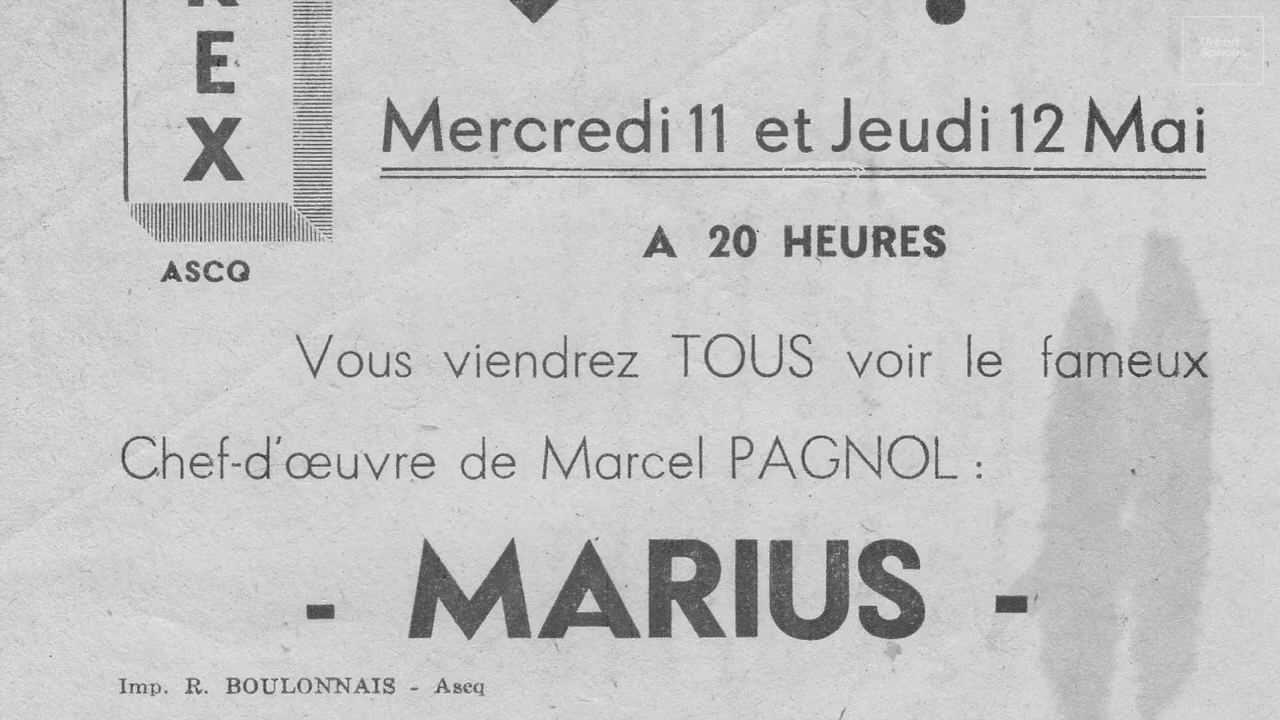 REX
Mercredi 11 et Jeudi 12 Mai
A 20 HEURES
ASCQ
Vous viendrez TOUS voir le fameux
Chef-d'œuvre de Marcel PAGNOL :
- MARIUS -
Imp. R. BOULONNAIS - Ascq